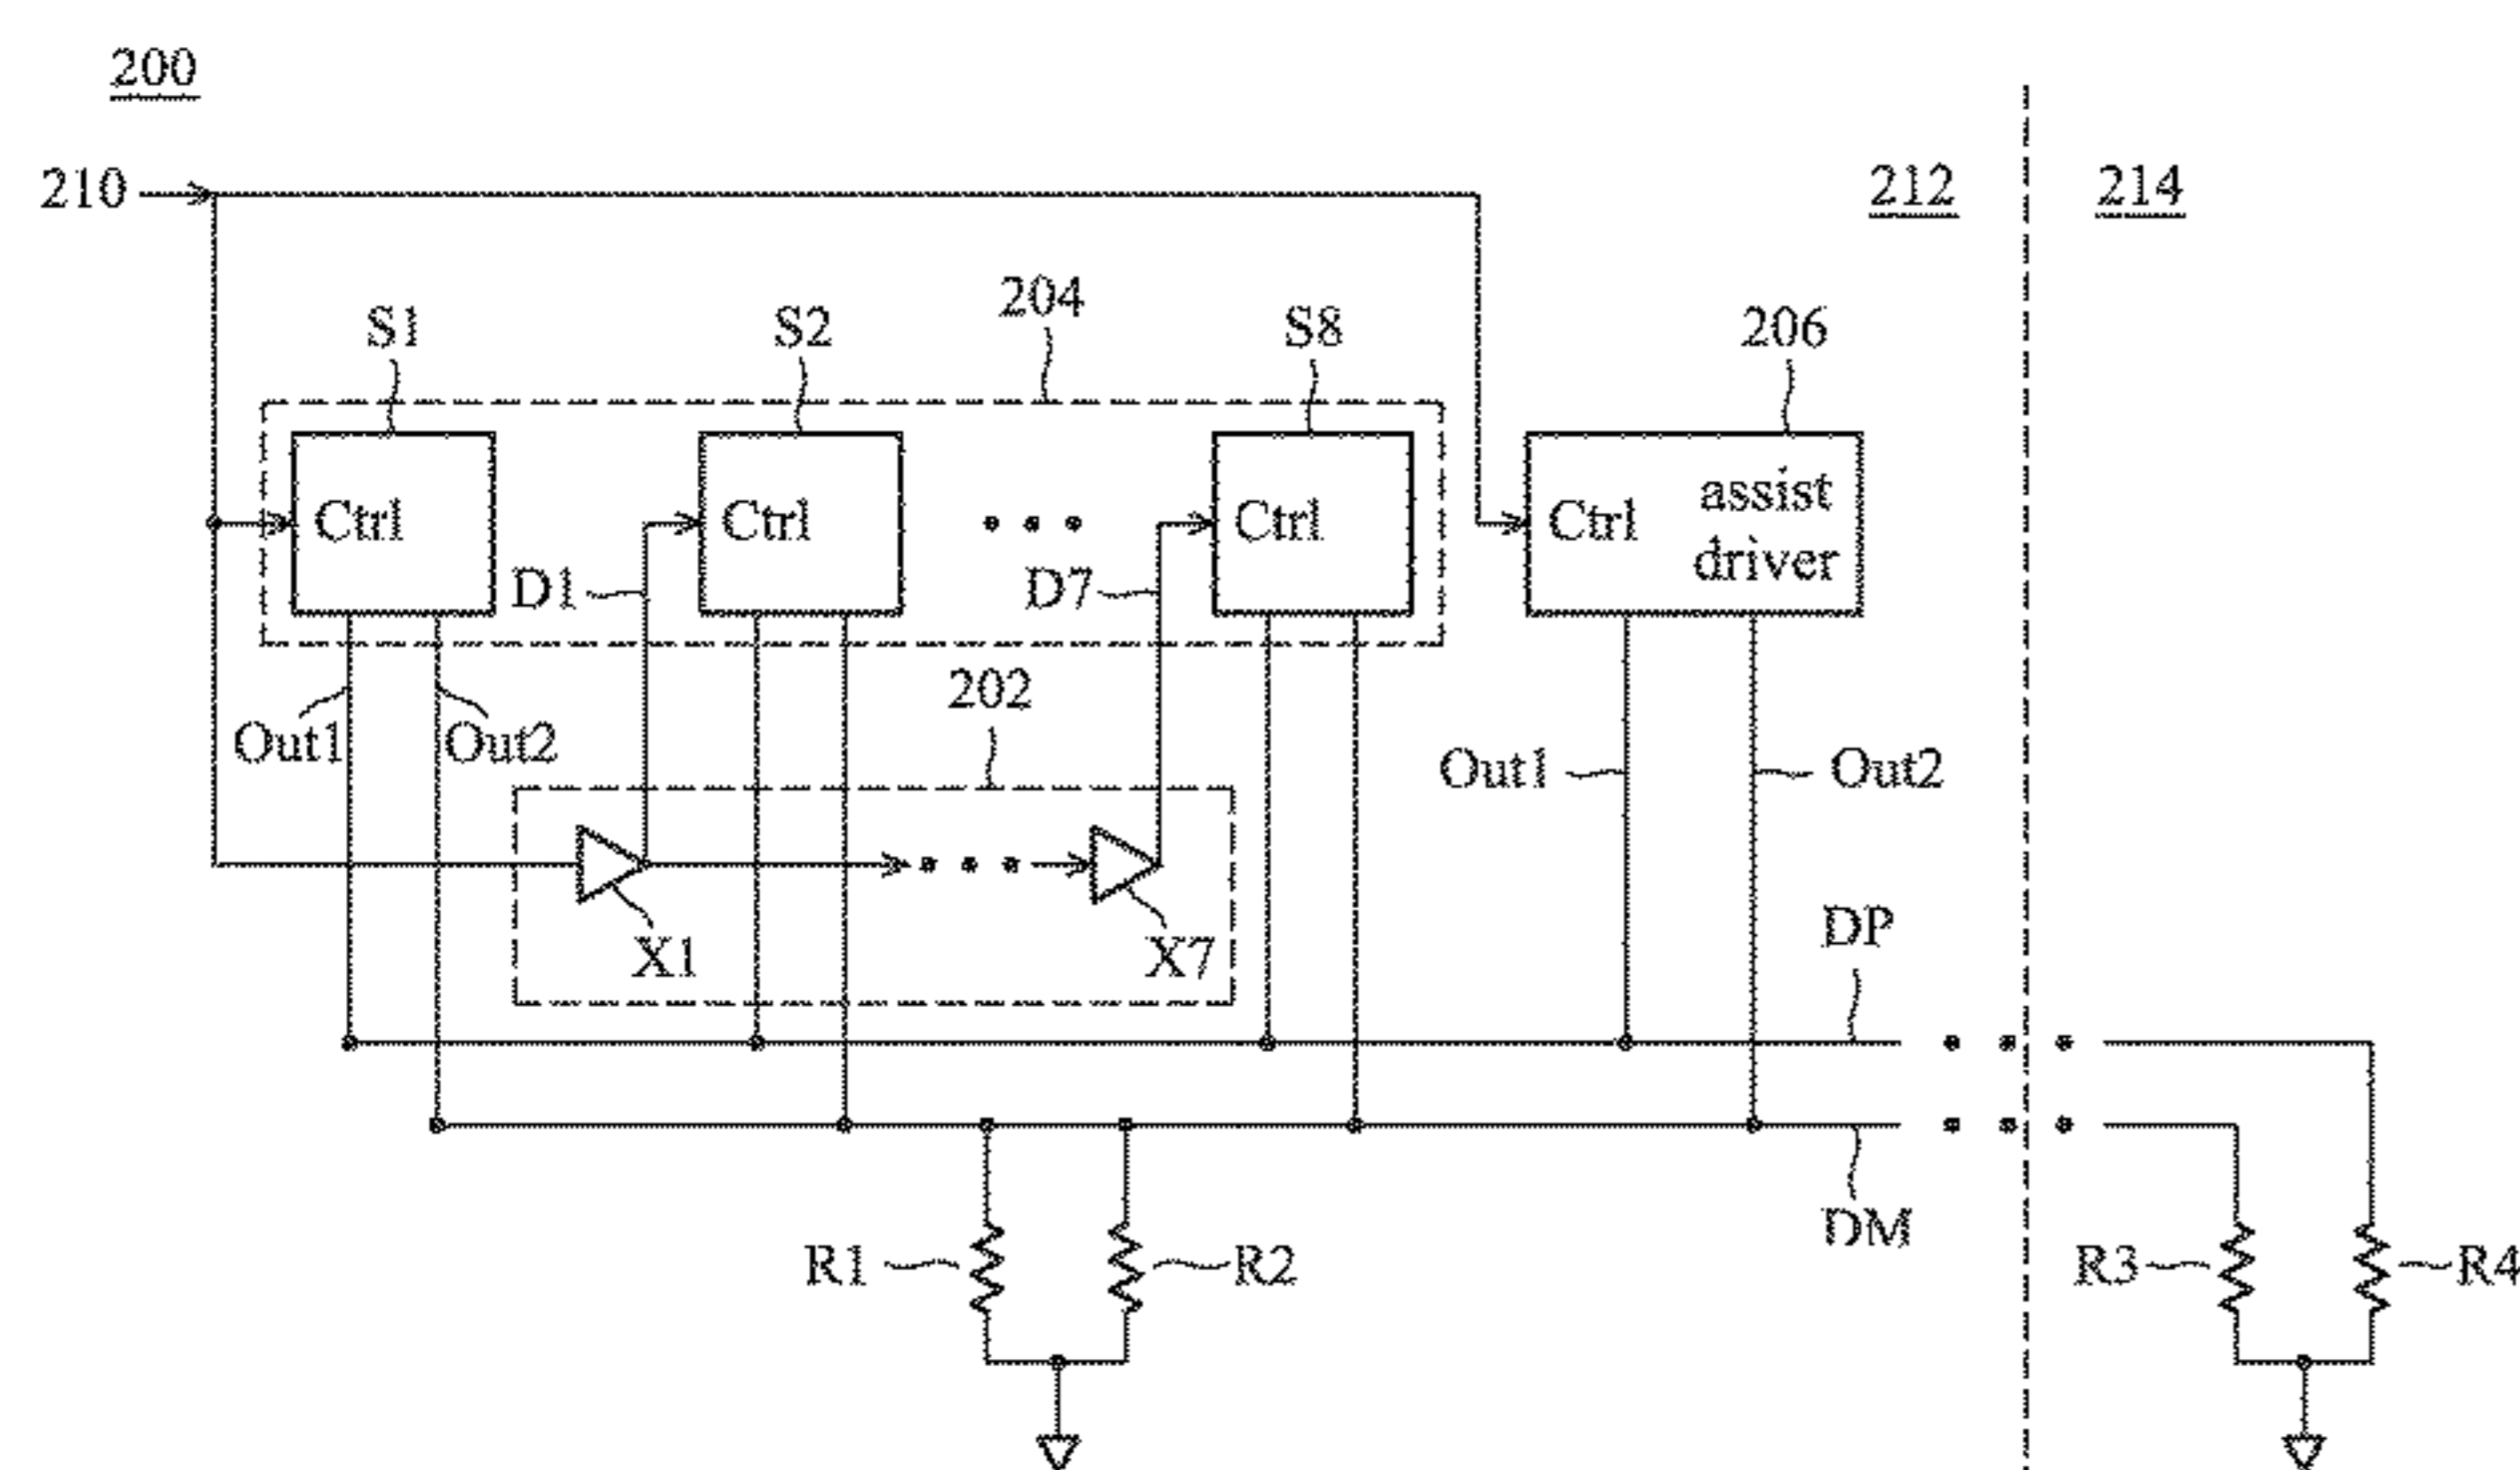 200
210
212
214
204
S1
S2
S8
206
Ctrl
Ctrl
Ctrl
Ctrl
assist
driver
D1
D7
202
Out1
Out2
Out1
Out2
X1
X7
DP
DM
R1
R2
R3
R4